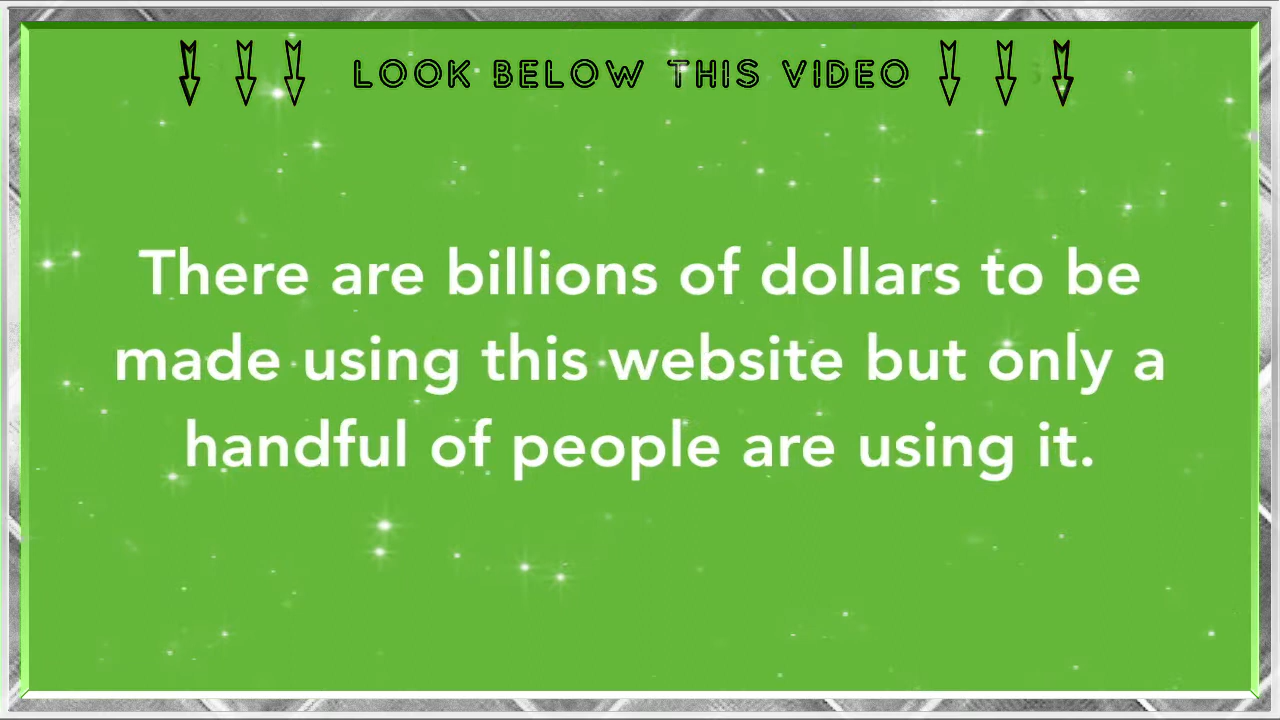 LOOK BELOW THIS VIDEO
There are billions of dollars to be
made using this website but only a
handful of people are using it.